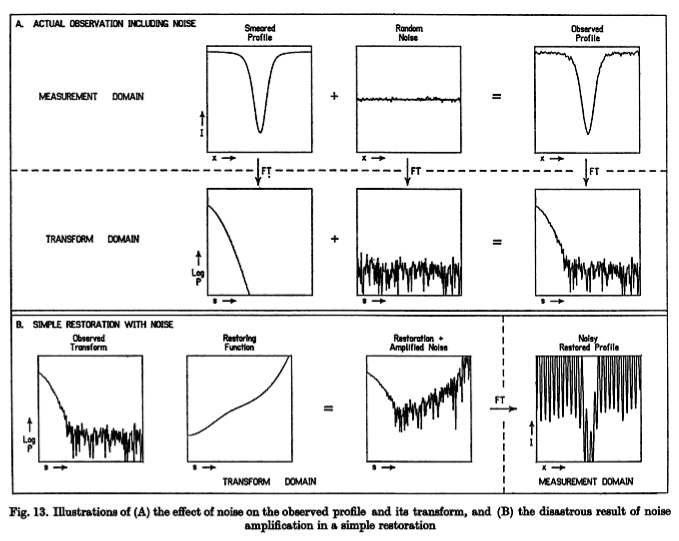 A. ACTUAL OBSERVATION INCLUDING NOISE
Smeared
Profile
Random
Noise
Observed
Profile
MEASUREMENT DOMAIN
+
=
↑
I
x →
x →
x →
FT
FT
FT
TRANSFORM DOMAIN
+
=
↑
Log
P
s →
s →
s →
B. SIMPLE RESTORATION WITH NOISE
Observed
Transform
Restoring
Function
Restoration +
Amplified Noise
Noisy
Restored Profile
=
FT
↑
Log
P
↑
I
s →
s →
s →
x →
TRANSFORM DOMAIN
MEASUREMENT DOMAIN
Fig. 13. Illustrations of (A) the effect of noise on the observed profile and its transform, and (B) the disastrous result of noise
amplification in a simple restoration